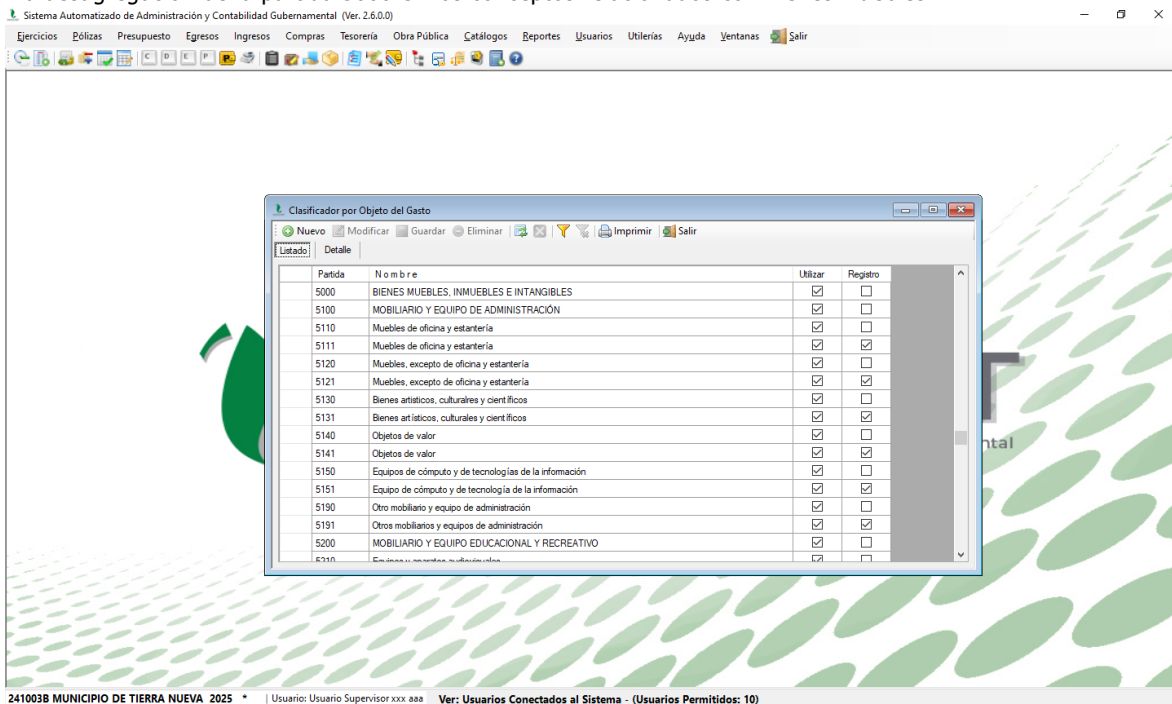 Sistema Automatizado de Administración y Contabilidad Gubernamental (Ver. 2.6.0.0)
Ejercicios Pólizas Presupuesto Egresos Ingresos Compras Tesorería Obra Pública Catálogos Reportes Usuarios Utilerías Ayuda Ventanas Salir
C D E P P
Clasificador por Objeto del Gasto
Nuevo Modificar Guardar Eliminar Imprimir Salir
Listado Detalle
Partida Nombre Utilizar Registro
5000 BIENES MUEBLES, INMUEBLES E INTANGIBLES
5100 MOBILIARIO Y EQUIPO DE ADMINISTRACIÓN
5110 Muebles de oficina y estantería
5111 Muebles de oficina y estantería
5120 Muebles, excepto de oficina y estantería
5121 Muebles, excepto de oficina y estantería
5130 Bienes artisticos, culturalres y científicos
5131 Bienes artísticos, culturales y científicos
5140 Objetos de valor
5141 Objetos de valor
5150 Equipos de cómputo y de tecnologías de la información
5151 Equipo de cómputo y de tecnología de la información
5190 Otro mobiliario y equipo de administración
5191 Otros mobiliarios y equipos de administración
5200 MOBILIARIO Y EQUIPO EDUCACIONAL Y RECREATIVO
5210 Equipos y aparatos audiovisuales
T
ntal
241003B MUNICIPIO DE TIERRA NUEVA 2025 * | Usuario: Usuario Supervisor xxx aaa Ver: Usuarios Conectados al Sistema - (Usuarios Permitidos: 10)